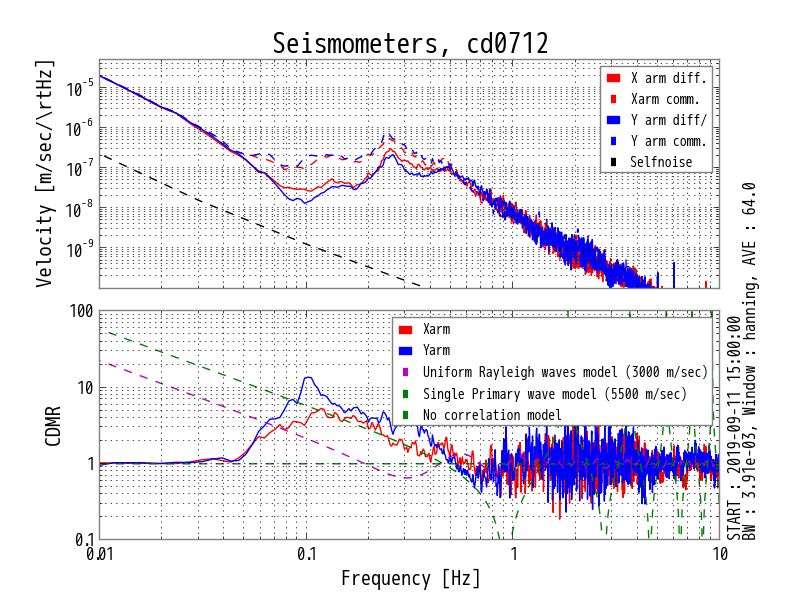 Seismometers, cd0712
Velocity [m/sec/\rtHz]
10^-5
10^-6
10^-7
10^-8
10^-9
X arm diff.
Xarm comm.
Y arm diff/
Y arm comm.
Selfnoise
CDMR
100
10
1
0.1
Xarm
Yarm
Uniform Rayleigh waves model (3000 m/sec)
Single Primary wave model (5500 m/sec)
No correlation model
0.01
0.1
1
10
Frequency [Hz]
START : 2019-09-11 15:00:00
BW : 3.91e-03, Window : hanning, AVE : 64.0